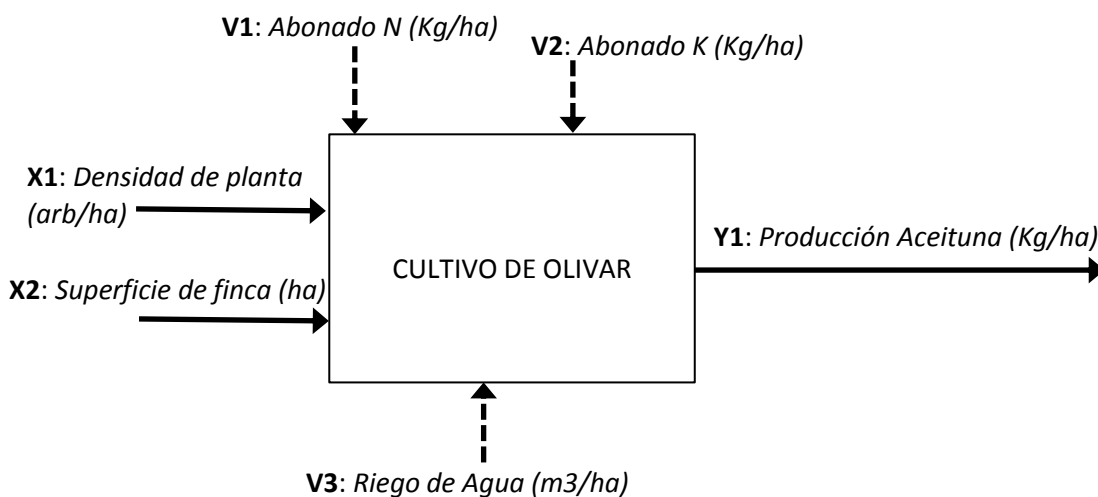 V1: Abonado N (Kg/ha)
V2: Abonado K (Kg/ha)
X1: Densidad de planta
(arb/ha)
X2: Superficie de finca (ha)
CULTIVO DE OLIVAR
Y1: Producción Aceituna (Kg/ha)
V3: Riego de Agua (m3/ha)